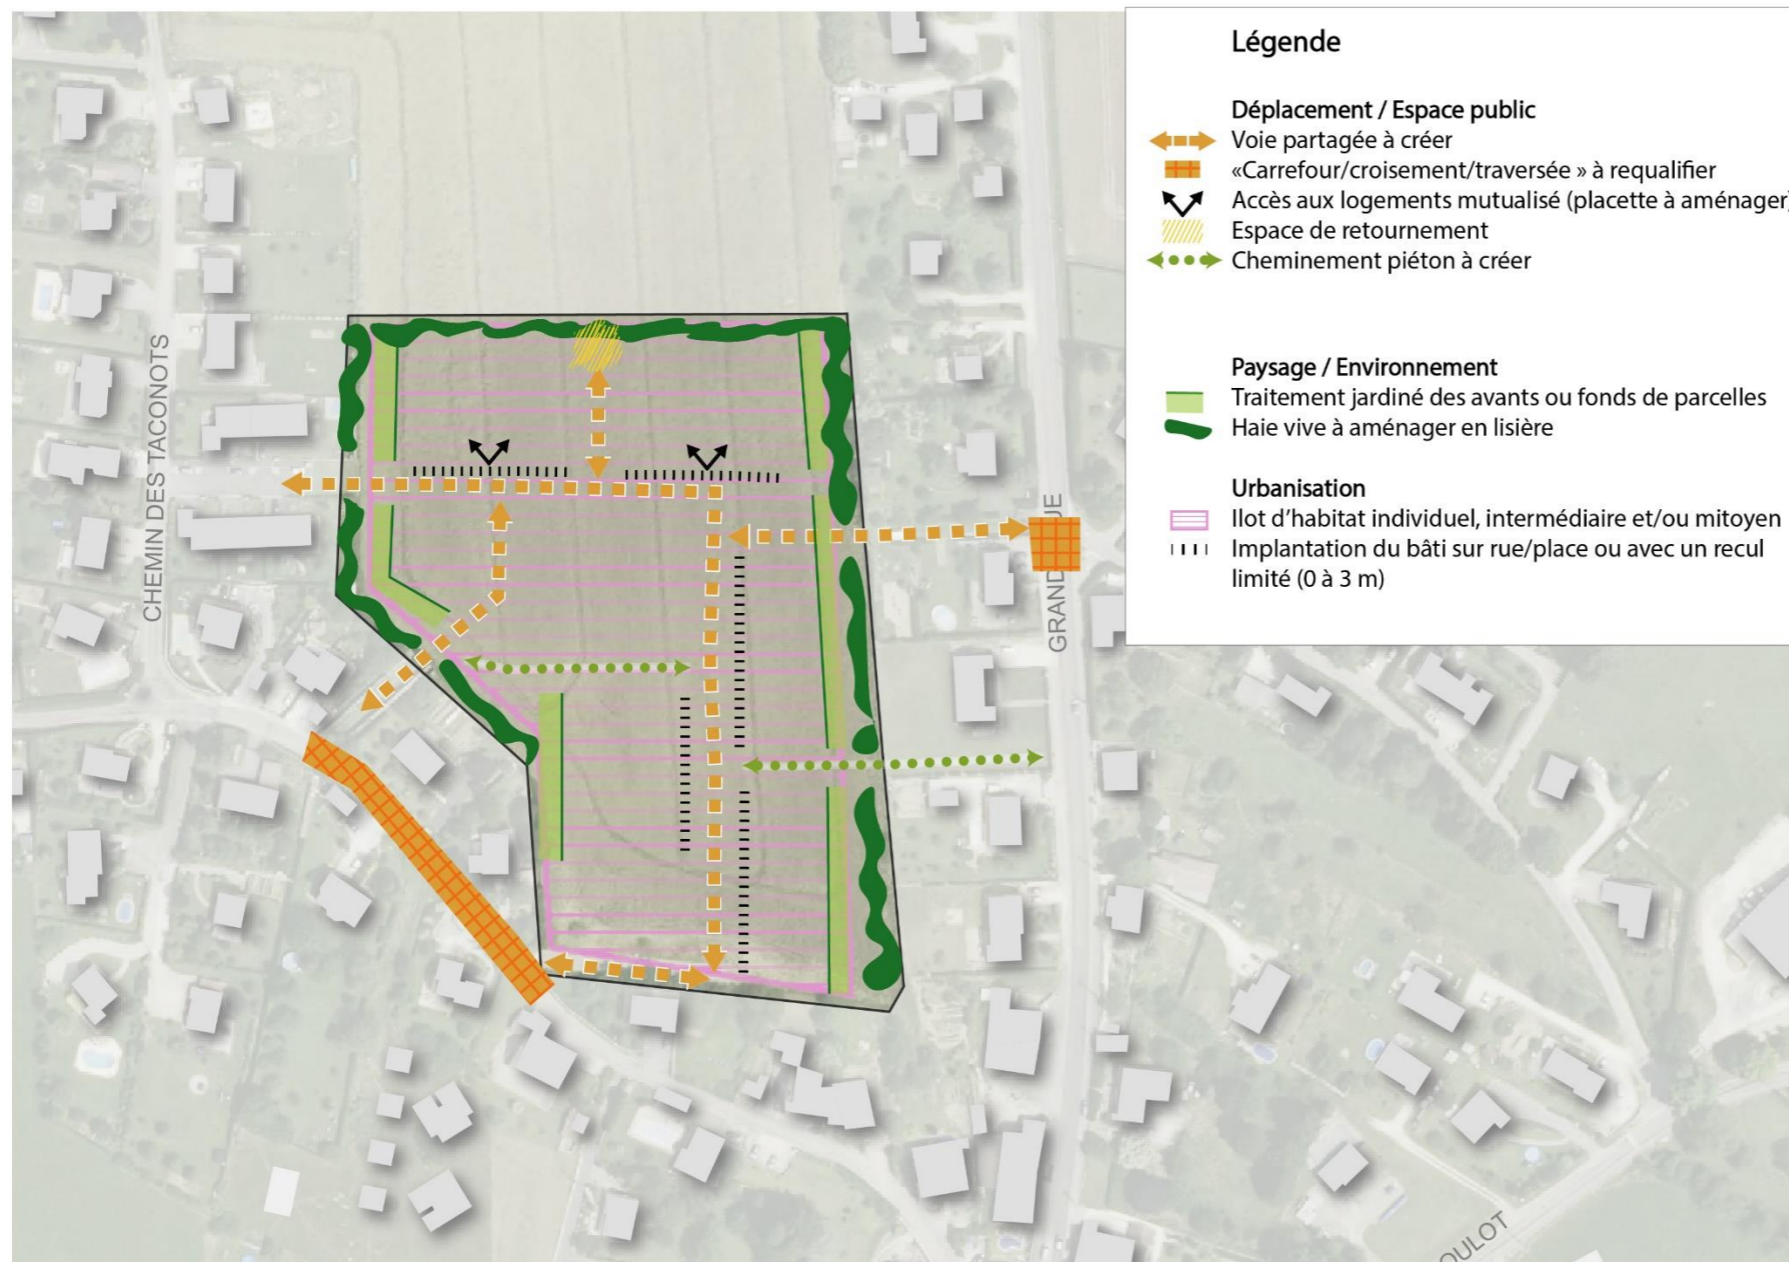 Légende
Déplacement / Espace public
Voie partagée à créer
«Carrefour/croisement/traversée » à requalifier
Accès aux logements mutualisé (placette à aménager)
Espace de retournement
Cheminement piéton à créer
Paysage / Environnement
Traitement jardiné des avants ou fonds de parcelles
Haie vive à aménager en lisière
Urbanisation
Ilot d'habitat individuel, intermédiaire et/ou mitoyen
Implantation du bâti sur rue/place ou avec un recul
limité (0 à 3 m)
CHEMIN DES TACONOTS
GRANDE RUE
OULOT